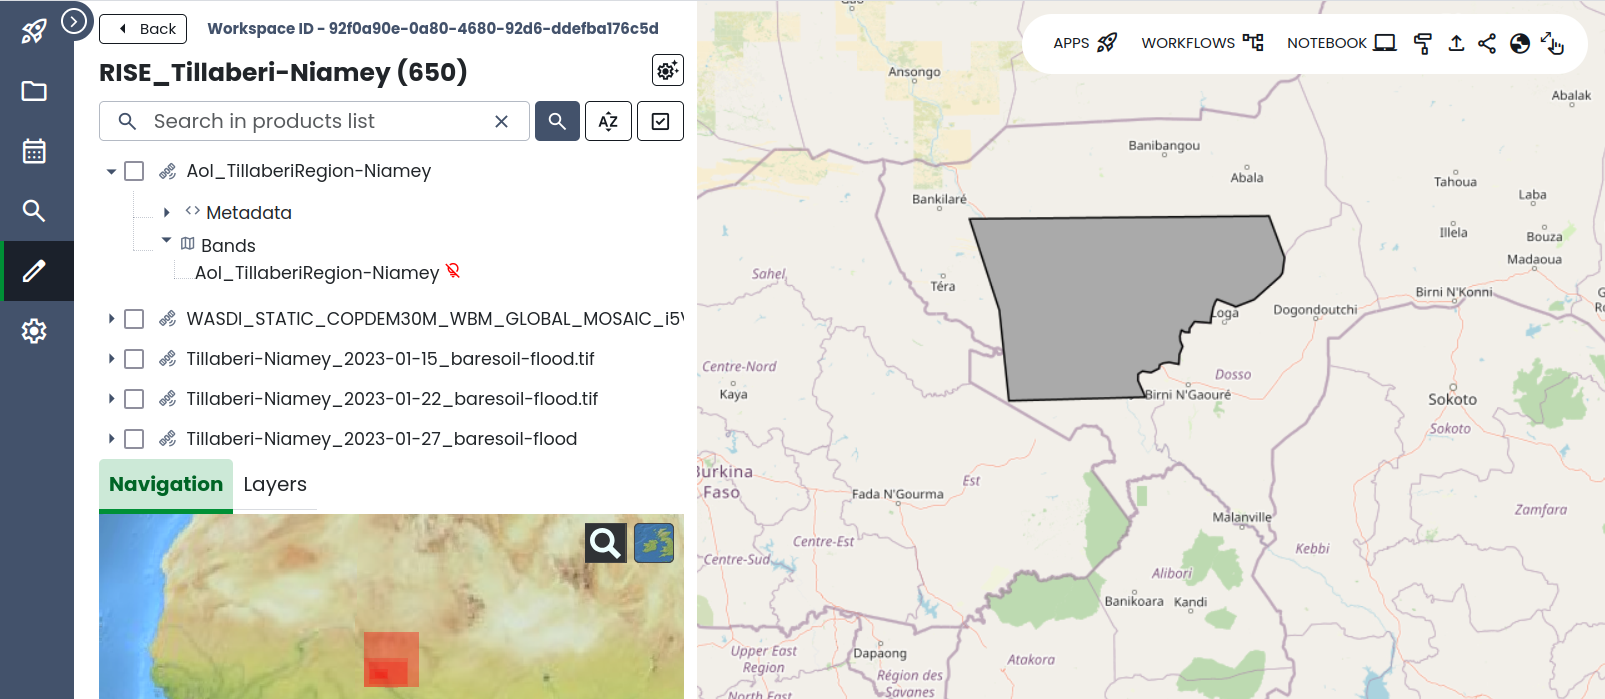 Back
Workspace ID - 92f0a90e-0a80-4680-92d6-ddefba176c5d
RISE_Tillaberi-Niamey (650)
Search in products list
AZ
AoI_TillaberiRegion-Niamey
Metadata
Bands
AoI_TillaberiRegion-Niamey
WASDI_STATIC_COPDEM30M_WBM_GLOBAL_MOSAIC_i5V
Tillaberi-Niamey_2023-01-15_baresoil-flood.tif
Tillaberi-Niamey_2023-01-22_baresoil-flood.tif
Tillaberi-Niamey_2023-01-27_baresoil-flood
Navigation
Layers
APPS
WORKFLOWS
NOTEBOOK
Gao
Ansongo
Abalak
Banibangou
Abala
Tahoua
Laba
Bankilaré
Illela
Bouza
Madaoua
Sahel
Téra
Birni N'Konni
Loga
Dogondoutchi
Centre-Nord
Kaya
Dosso
Birni N'Gaouré
Sokoto
Sokoto
Burkina
Faso
Est
Fada N'Gourma
Zamfara
Malanville
Centre-Est
Kebbi
Centre-Sud
Alibori
Banikoara
Kandi
Upper East
Region
Dapaong
Atakora
Région des
Savanes
North East